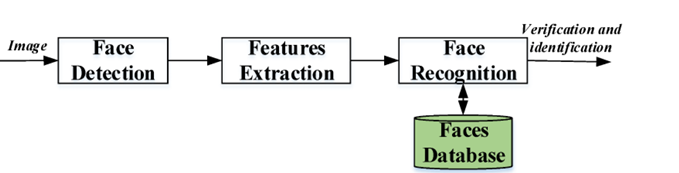 Image
Face
Detection
Features
Extraction
Face
Recognition
Verification and
identification
Faces
Database